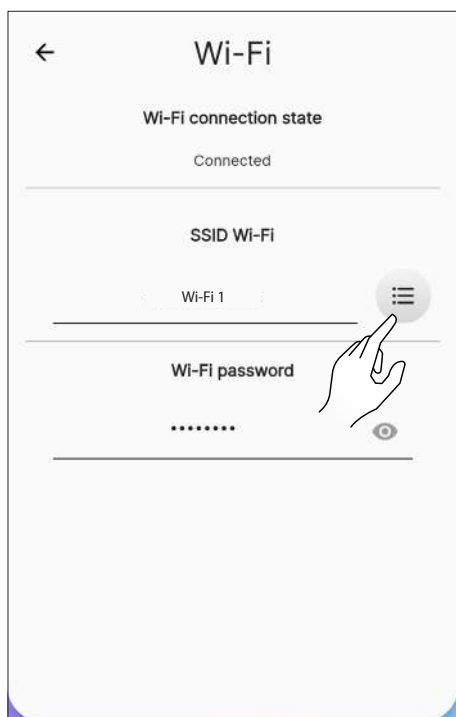 Wi-Fi
Wi-Fi connection state
Connected
SSID Wi-Fi
Wi-Fi 1
Wi-Fi password
••••••••